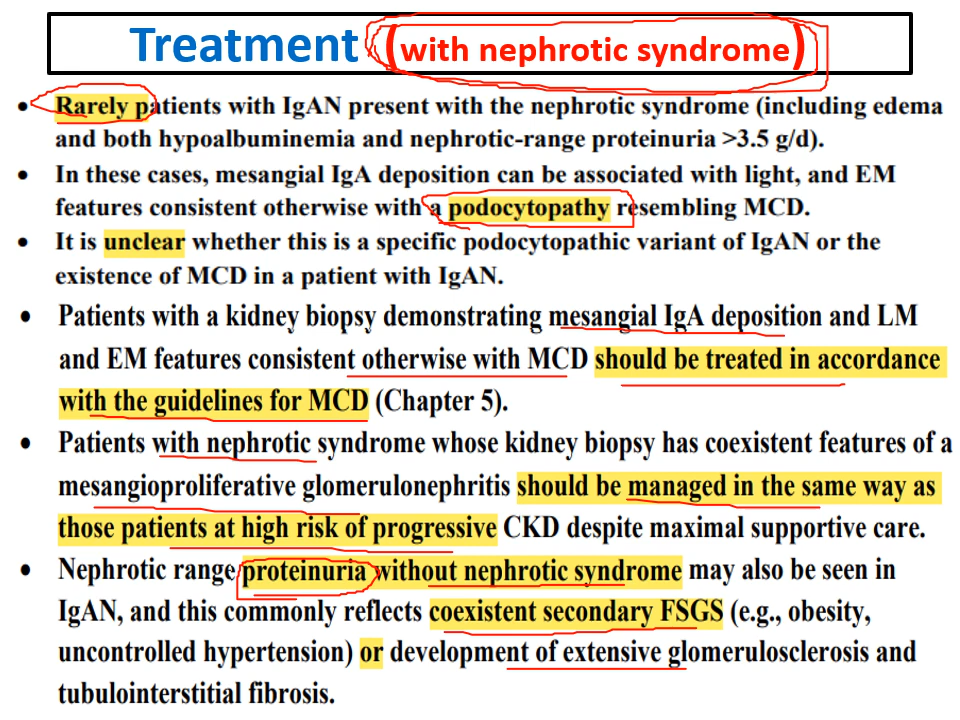 Treatment (with nephrotic syndrome)
• Rarely patients with IgAN present with the nephrotic syndrome (including edema
and both hypoalbuminemia and nephrotic-range proteinuria >3.5 g/d).
• In these cases, mesangial IgA deposition can be associated with light, and EM
features consistent otherwise with a podocytopathy resembling MCD.
• It is unclear whether this is a specific podocytopathic variant of IgAN or the
existence of MCD in a patient with IgAN.
• Patients with a kidney biopsy demonstrating mesangial IgA deposition and LM
and EM features consistent otherwise with MCD should be treated in accordance
with the guidelines for MCD (Chapter 5).
• Patients with nephrotic syndrome whose kidney biopsy has coexistent features of a
mesangioproliferative glomerulonephritis should be managed in the same way as
those patients at high risk of progressive CKD despite maximal supportive care.
• Nephrotic range proteinuria without nephrotic syndrome may also be seen in
IgAN, and this commonly reflects coexistent secondary FSGS (e.g., obesity,
uncontrolled hypertension) or development of extensive glomerulosclerosis and
tubulointerstitial fibrosis.